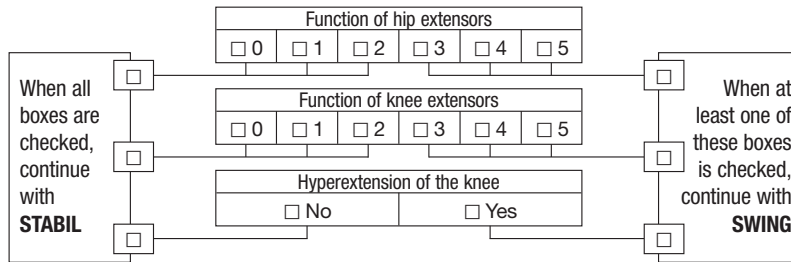 Function of hip extensors
☐ 0 ☐ 1 ☐ 2 ☐ 3 ☐ 4 ☐ 5
Function of knee extensors
☐ 0 ☐ 1 ☐ 2 ☐ 3 ☐ 4 ☐ 5
Hyperextension of the knee
☐ No ☐ Yes
When all
boxes are
checked,
continue
with
STABIL
When at
least one of
these boxes
is checked,
continue with
SWING